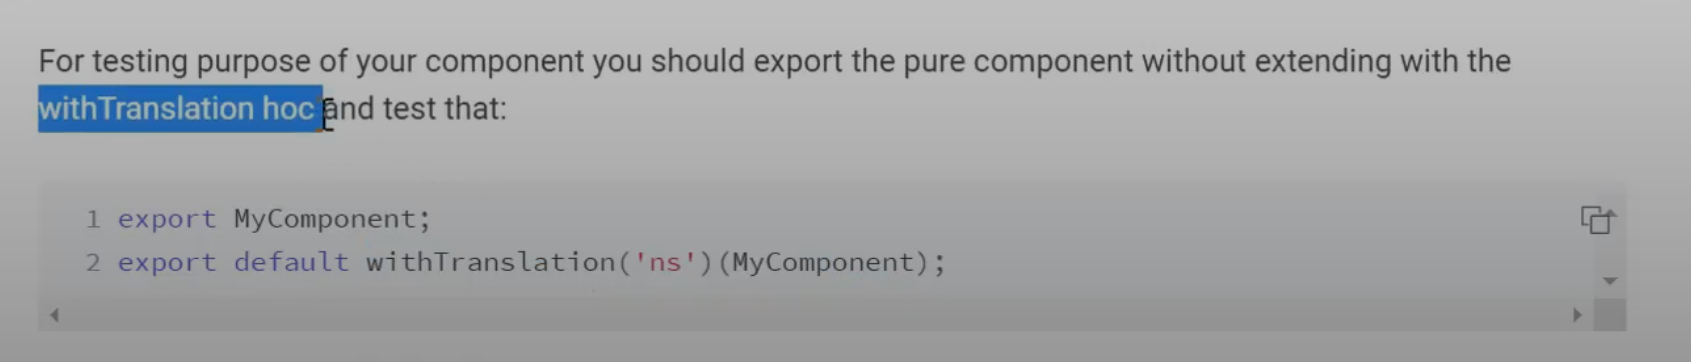 For testing purpose of your component you should export the pure component without extending with the
withTranslation hoc and test that:
1 export MyComponent;
2 export default withTranslation('ns')(MyComponent);